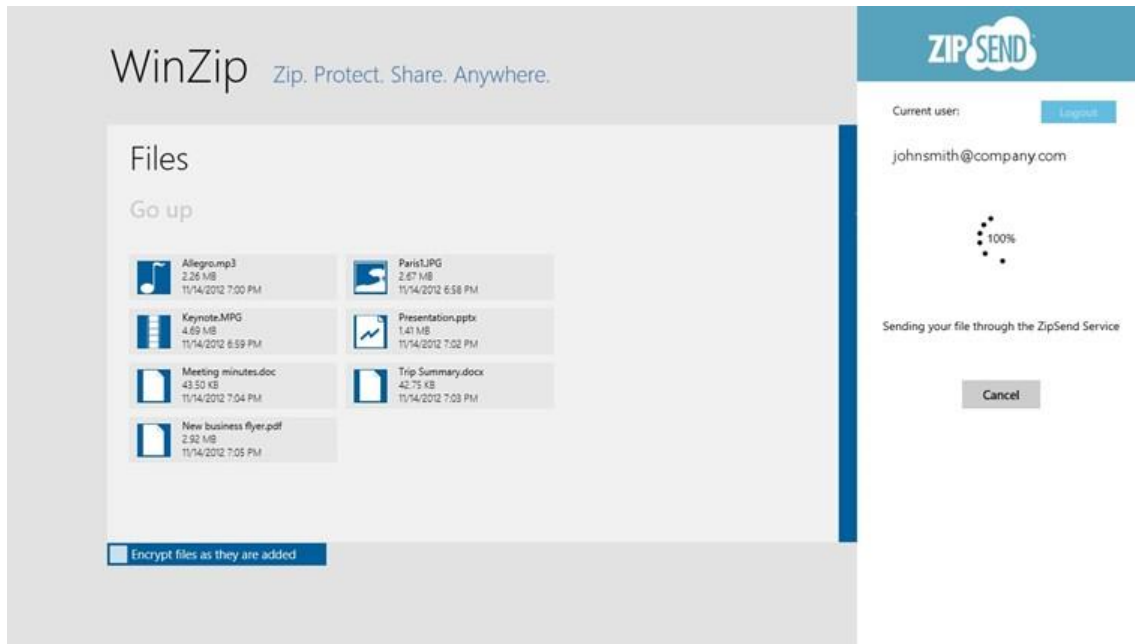 WinZip Zip. Protect. Share. Anywhere.
Files
Go up
Allegro.mp3
2.26 MB
11/14/2012 7:00 PM
Keynote.MPG
4.69 MB
11/14/2012 6:59 PM
Meeting minutes.doc
43.50 KB
11/14/2012 7:04 PM
New business flyer.pdf
2.92 MB
11/14/2012 7:05 PM
Paris1.JPG
2.67 MB
11/14/2012 6:58 PM
Presentation.pptx
1.41 MB
11/14/2012 7:02 PM
Trip Summary.docx
42.75 KB
11/14/2012 7:03 PM
Encrypt files as they are added
ZIP SEND
Current user:
Logout
johnsmith@company.com
100%
Sending your file through the ZipSend Service
Cancel